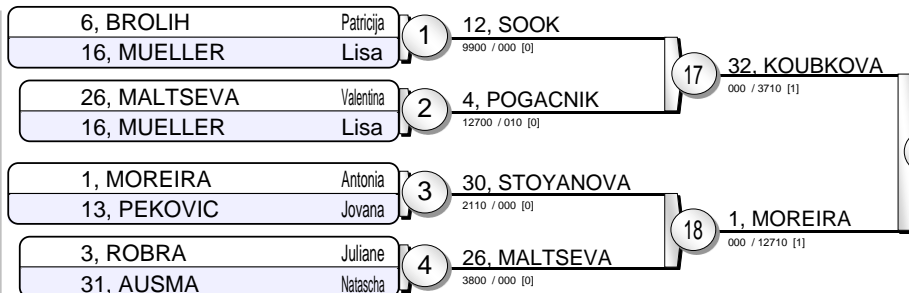 6, BROLIH Patricija
16, MUELLER Lisa
1
12, SOOK
9900 / 000 [0]
26, MALTSEVA Valentina
16, MUELLER Lisa
2
4, POGACNIK
12700 / 010 [0]
17
32, KOUBKOVA
000 / 3710 [1]
1, MOREIRA Antonia
13, PEKOVIC Jovana
3
30, STOYANOVA
2110 / 000 [0]
3, ROBRA Juliane
31, AUSMA Natascha
4
26, MALTSEVA
3800 / 000 [0]
18
1, MOREIRA
000 / 12710 [1]